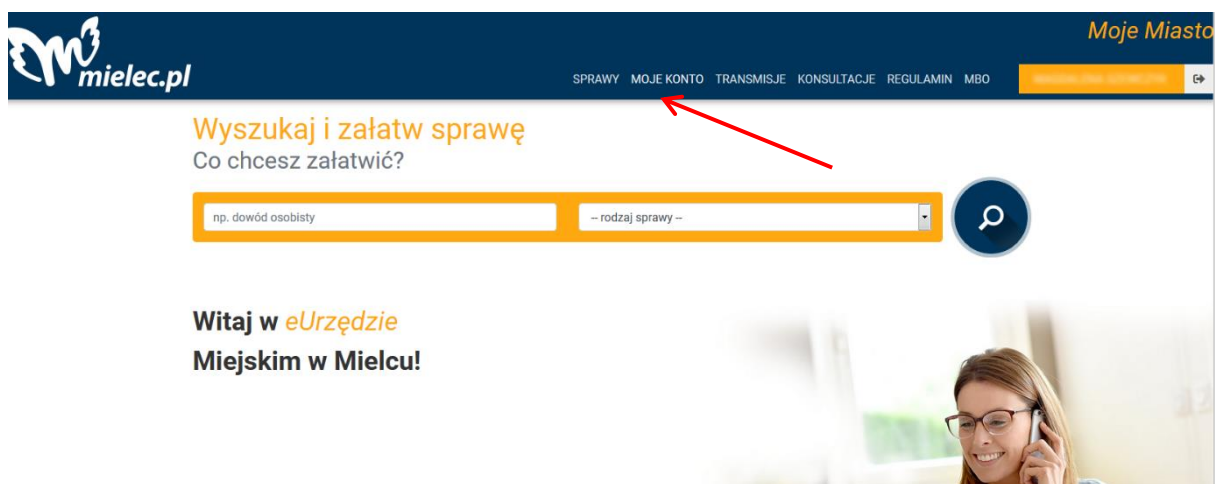 Moje Miasto
mielec.pl
SPRAWY MOJE KONTO TRANSMISJE KONSULTACJE REGULAMIN MBO
Wyszukaj i załatw sprawę
Co chcesz załatwić?
np. dowód osobisty
-- rodzaj sprawy --
Witaj w eUrzędzie
Miejskim w Mielcu!